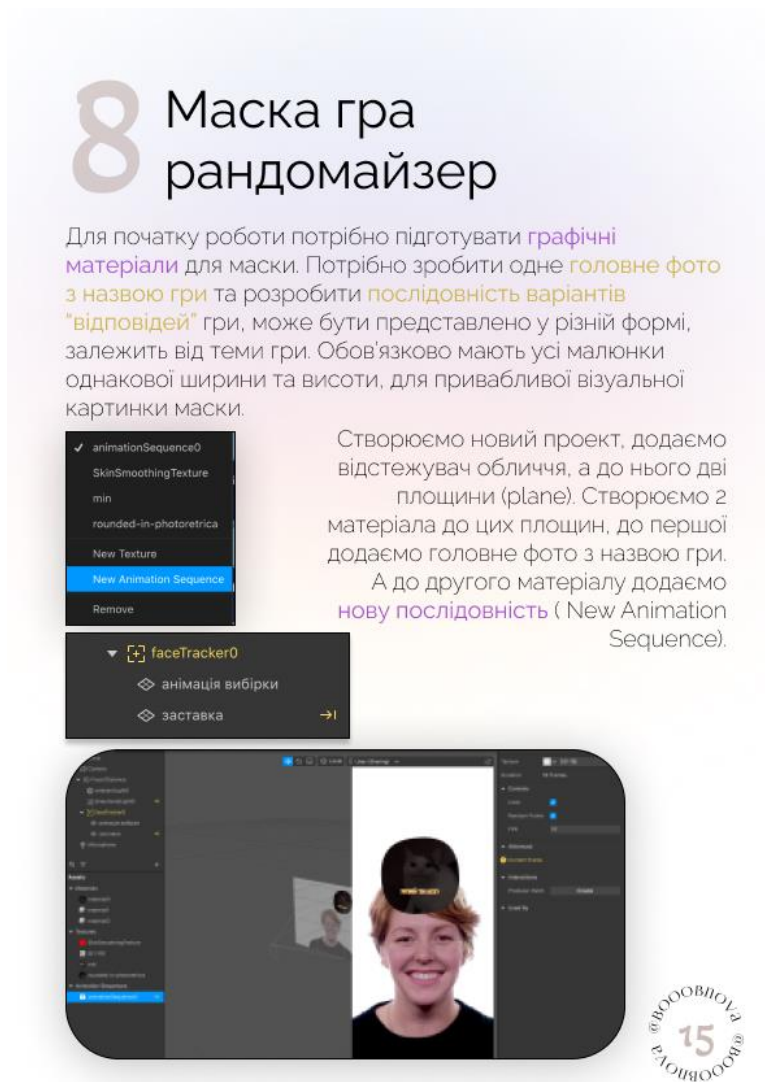 8
Маска гра
рандомайзер
Для початку роботи потрібно підготувати графічні
матеріали для маски. Потрібно зробити одне головне фото
з назвою гри та розробити послідовність варіантів
“відповідей” гри, може бути представлено у різній формі,
залежить від теми гри. Обов’язково мають усі малюнки
однакової ширини та висоти, для привабливої візуальної
картинки маски.
animationSequence0
SkinSmoothingTexture
min
rounded-in-photoretrica
New Texture
New Animation Sequence
Remove
Створюємо новий проект, додаємо
відстежувач обличчя, а до нього дві
площини (plane). Створюємо 2
матеріала до цих площин, до першої
додаємо головне фото з назвою гри.
А до другого матеріалу додаємо
нову послідовність ( New Animation
Sequence).
faceTracker0
анімація вибірки
заставка
Assets
@BOOOBNOVA
15
@BOOOBNOVA